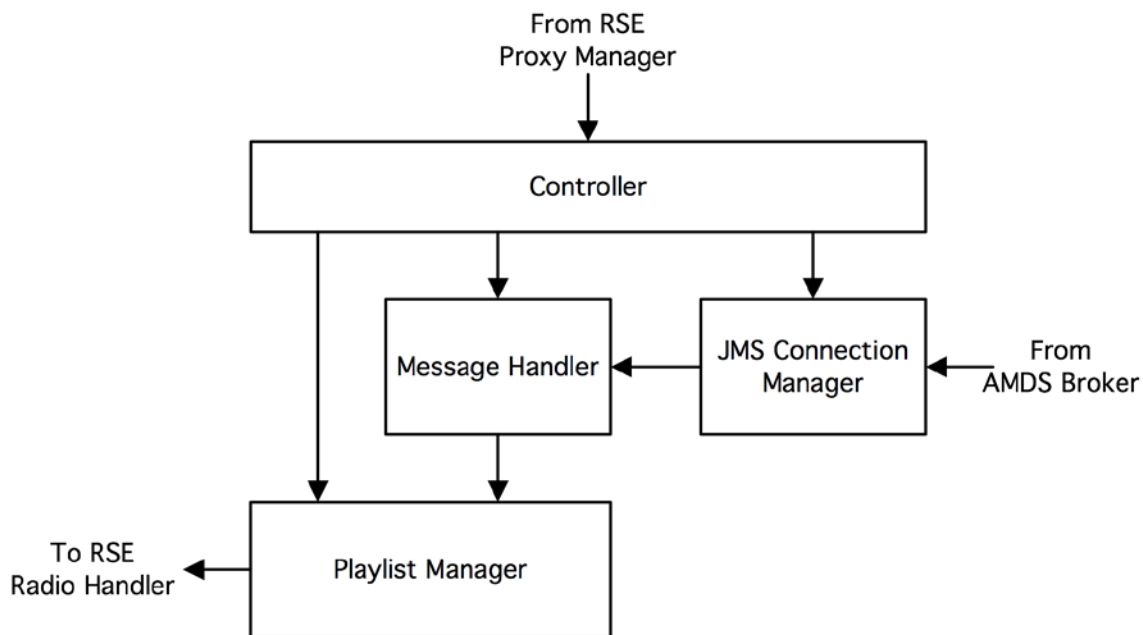 From RSE
Proxy Manager
Controller
Message Handler
JMS Connection
Manager
From
AMDS Broker
Playlist Manager
To RSE
Radio Handler